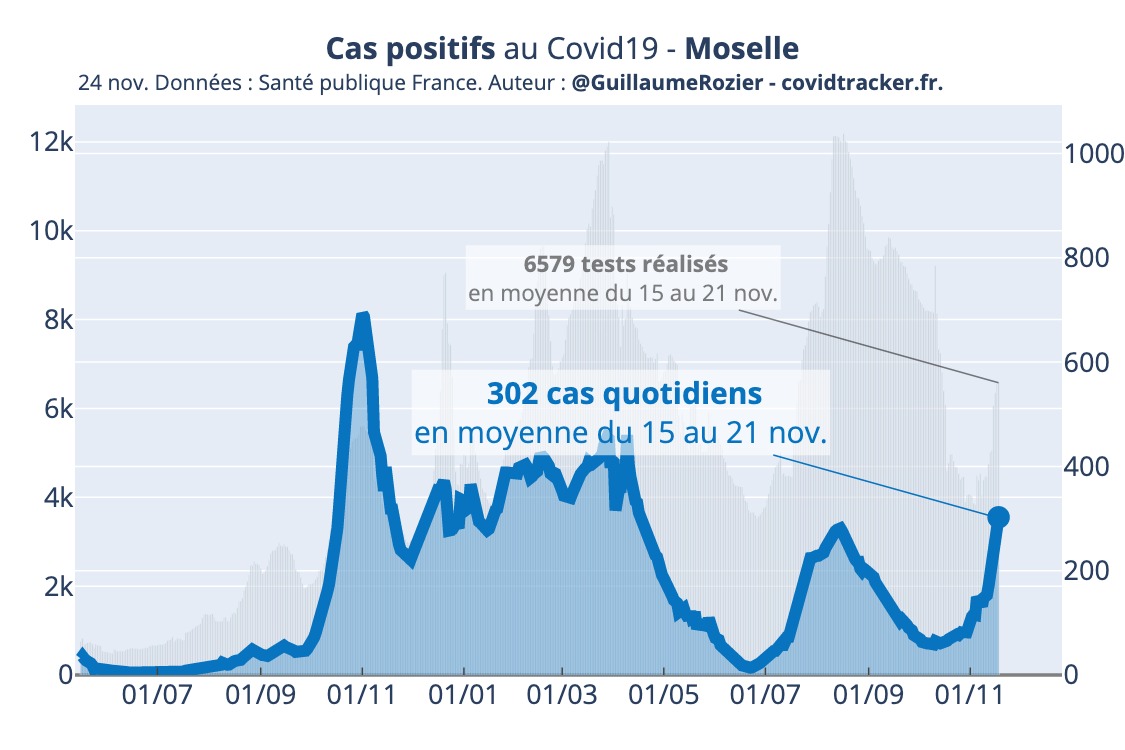 Cas positifs au Covid19 - Moselle
24 nov. Données : Santé publique France. Auteur : @GuillaumeRozier - covidtracker.fr.
12k
10k
8k
6k
4k
2k
0
1000
800
600
400
200
0
6579 tests réalisés
en moyenne du 15 au 21 nov.
302 cas quotidiens
en moyenne du 15 au 21 nov.
01/07 01/09 01/11 01/01 01/03 01/05 01/07 01/09 01/11